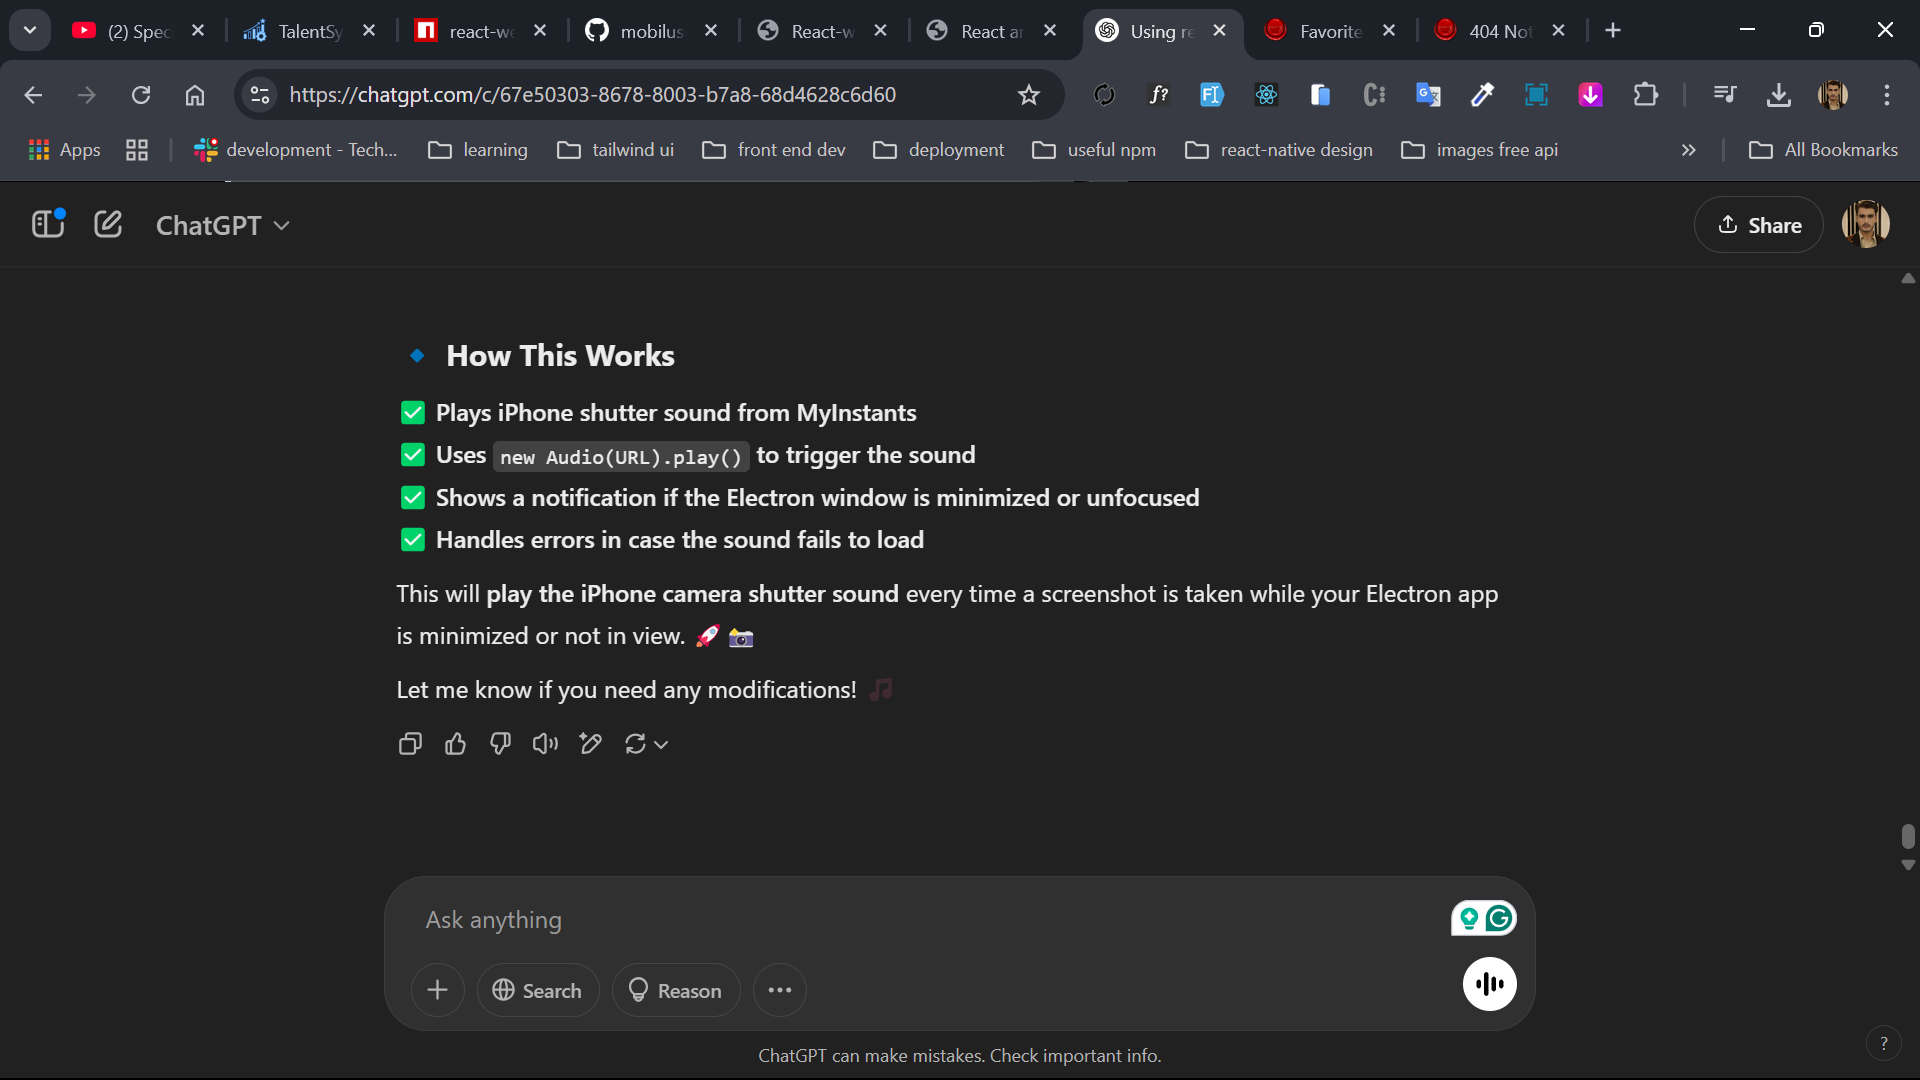 (2) Spec
TalentSy
react-we
mobilus
React-w
React ar
Using re
Favorite
404 Not
https://chatgpt.com/c/67e50303-8678-8003-b7a8-68d4628c6d60
Apps
development - Tech...
learning
tailwind ui
front end dev
deployment
useful npm
react-native design
images free api
All Bookmarks
ChatGPT
Share
How This Works
Plays iPhone shutter sound from MyInstants
Uses new Audio(URL).play() to trigger the sound
Shows a notification if the Electron window is minimized or unfocused
Handles errors in case the sound fails to load
This will play the iPhone camera shutter sound every time a screenshot is taken while your Electron app
is minimized or not in view.
Let me know if you need any modifications!
Ask anything
Search
Reason
ChatGPT can make mistakes. Check important info.
?